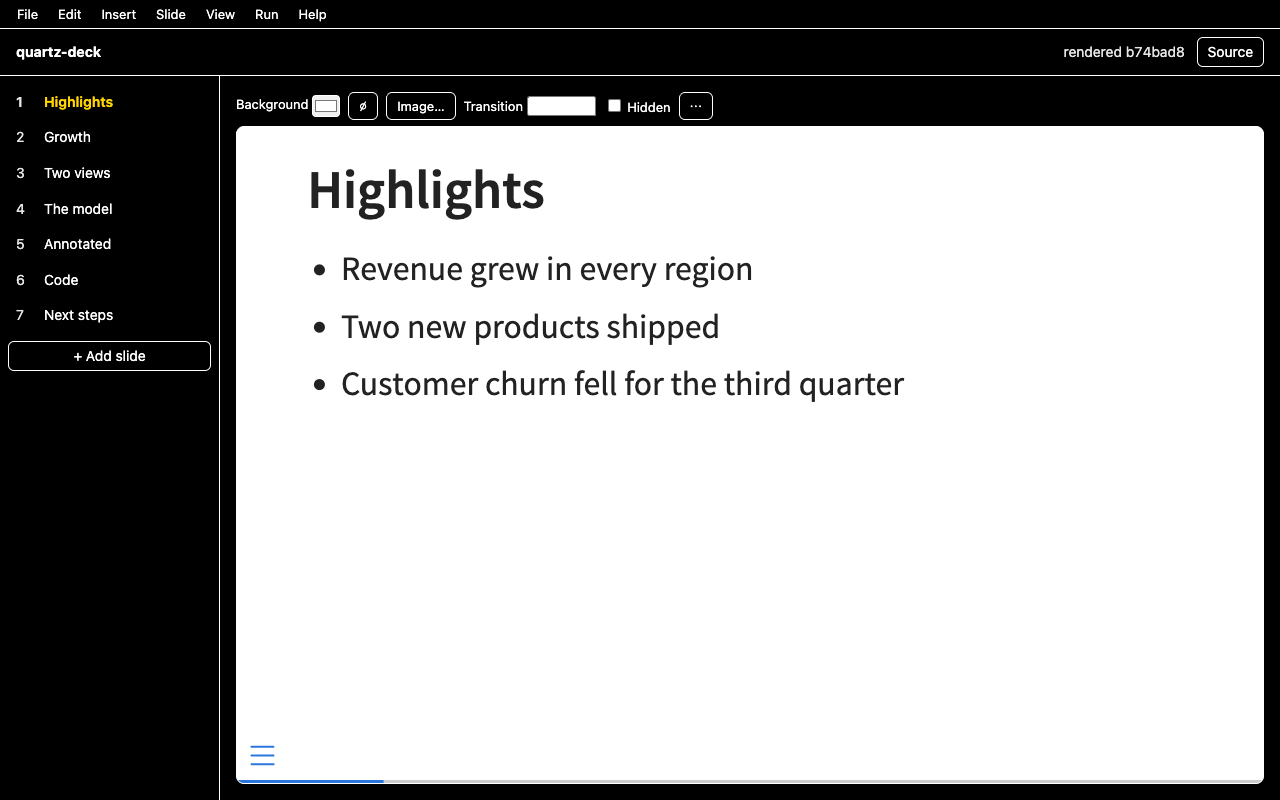 File Edit Insert Slide View Run Help
quartz-deck
rendered b74bad8 Source
1 Highlights
2 Growth
3 Two views
4 The model
5 Annotated
6 Code
7 Next steps
+ Add slide
Background ø Image... Transition Hidden ...
Highlights
• Revenue grew in every region
• Two new products shipped
• Customer churn fell for the third quarter